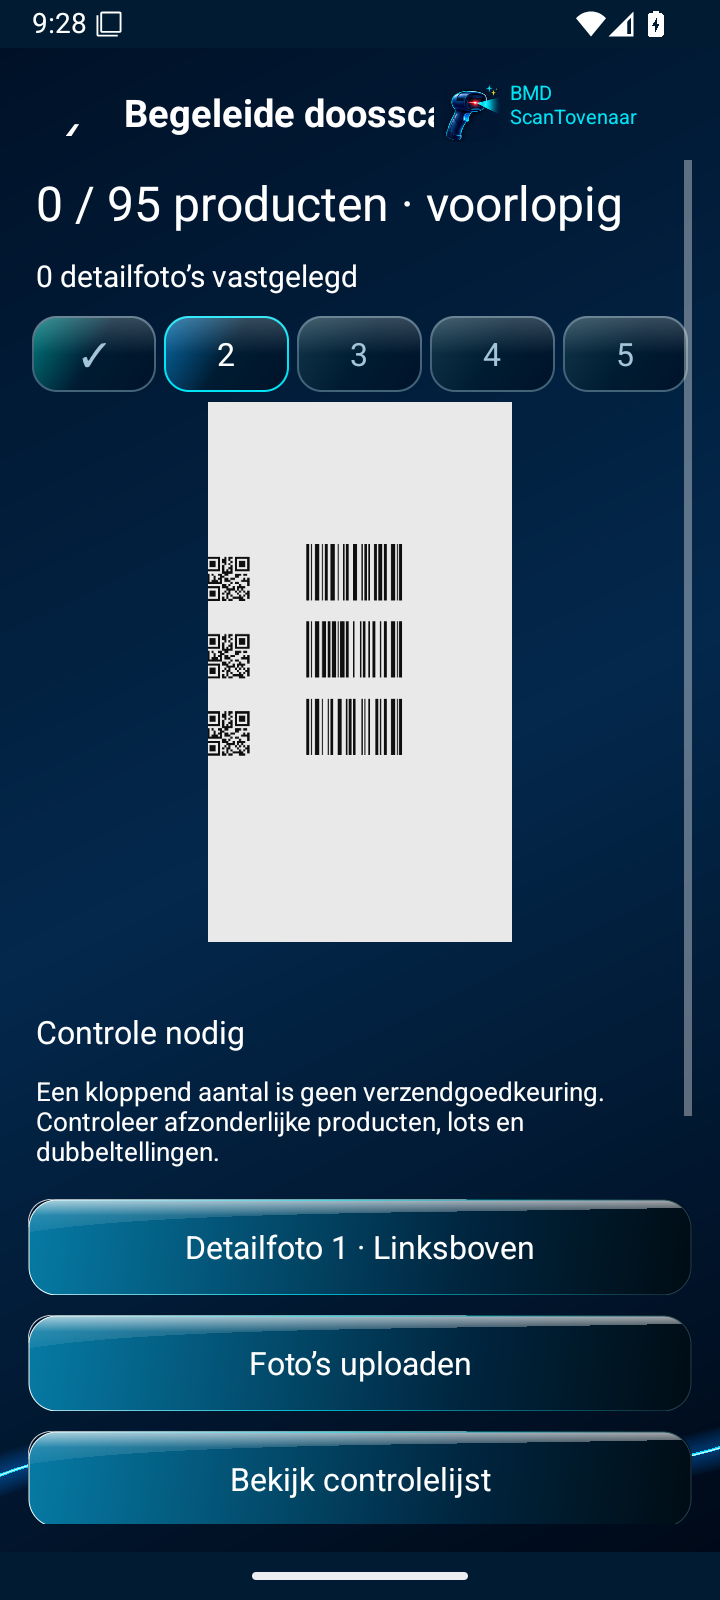 9:28
Begeleide doossca
BMD
ScanTovenaar
0 / 95 producten · voorlopig
0 detailfoto’s vastgelegd
✓ 2 3 4 5
Controle nodig
Een kloppend aantal is geen verzendgoedkeuring.
Controleer afzonderlijke producten, lots en
dubbeltellingen.
Detailfoto 1 · Linksboven
Foto’s uploaden
Bekijk controlelijst